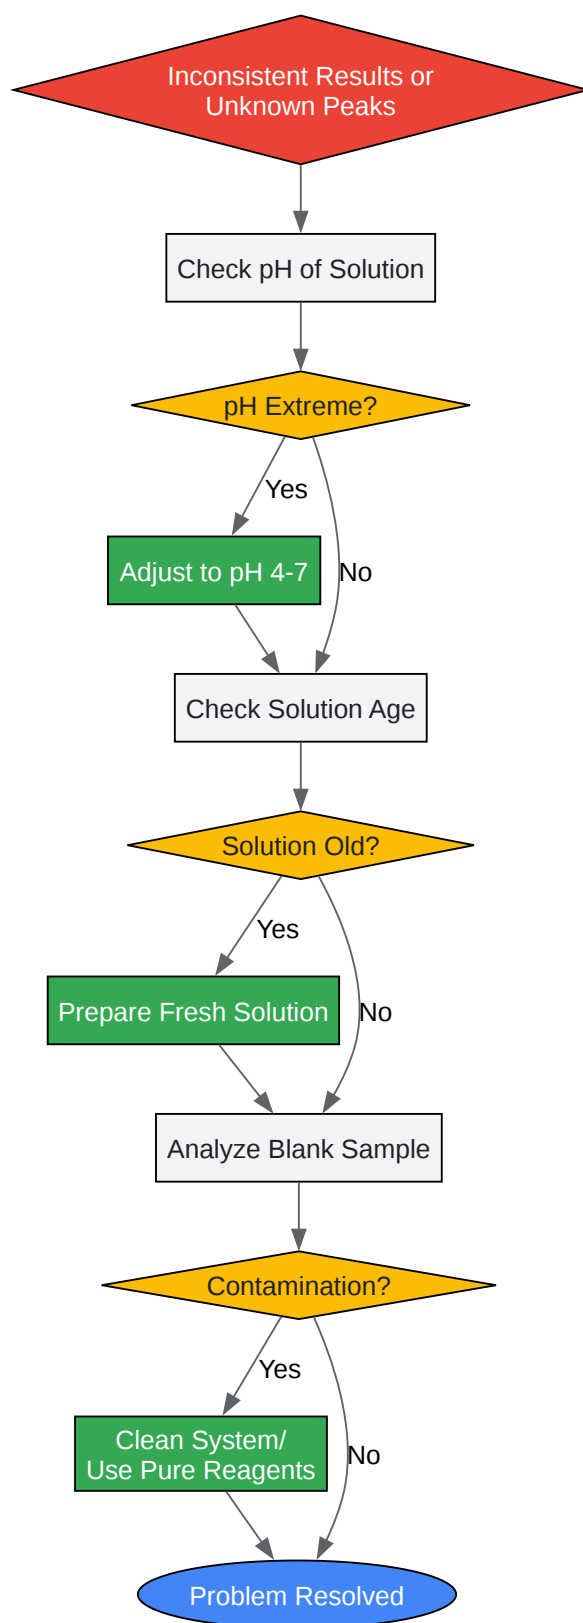 Inconsistent Results or
Unknown Peaks
Check pH of Solution
pH Extreme?
Yes
Adjust to pH 4-7
No
Check Solution Age
Solution Old?
Yes
Prepare Fresh Solution
No
Analyze Blank Sample
Contamination?
Yes
Clean System/
Use Pure Reagents
No
Problem Resolved